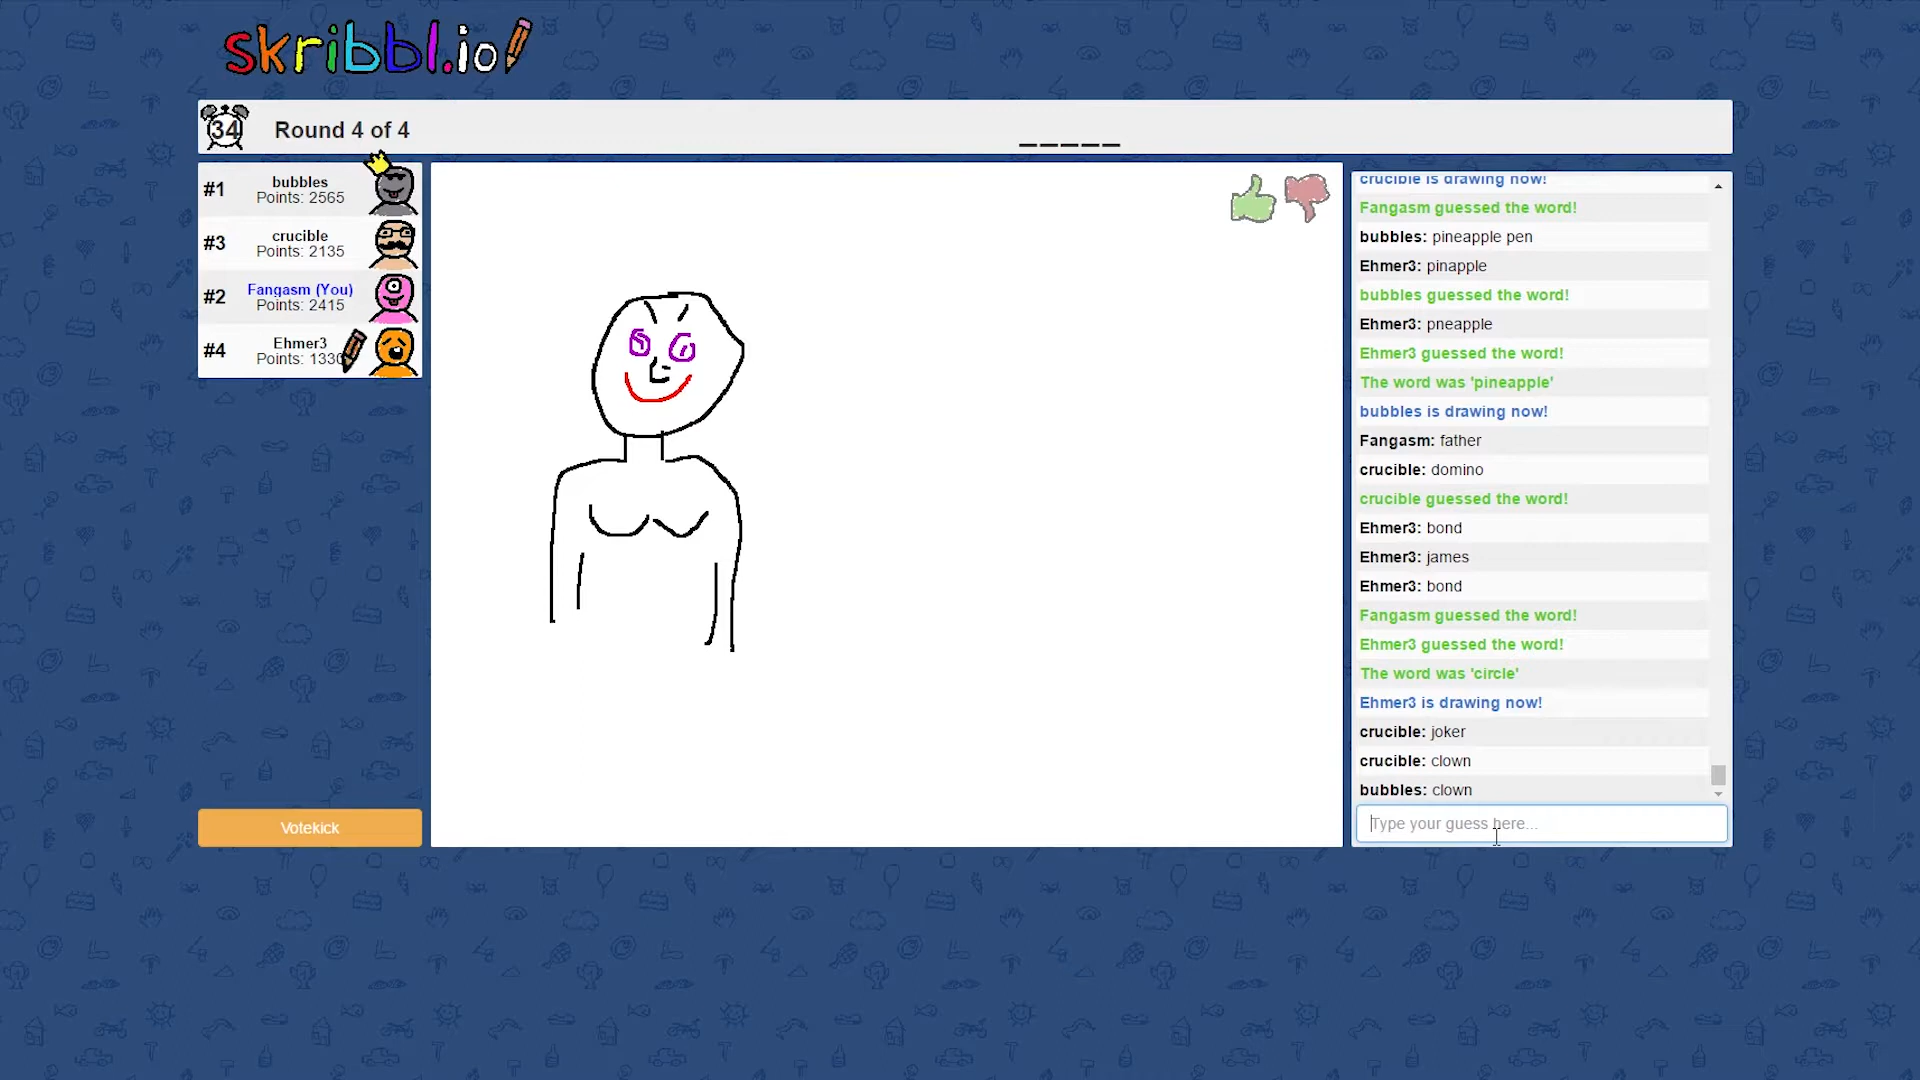 skribbl.io
34
Round 4 of 4
_____
#1
bubbles
Points: 2565
#3
crucible
Points: 2135
#2
Fangasm (You)
Points: 2415
#4
Ehmer3
Points: 1330
Votekick
crucible is drawing now!
Fangasm guessed the word!
bubbles: pineapple pen
Ehmer3: pinapple
bubbles guessed the word!
Ehmer3: pneapple
Ehmer3 guessed the word!
The word was 'pineapple'
bubbles is drawing now!
Fangasm: father
crucible: domino
crucible guessed the word!
Ehmer3: bond
Ehmer3: james
Ehmer3: bond
Fangasm guessed the word!
Ehmer3 guessed the word!
The word was 'circle'
Ehmer3 is drawing now!
crucible: joker
crucible: clown
bubbles: clown
Type your guess here...